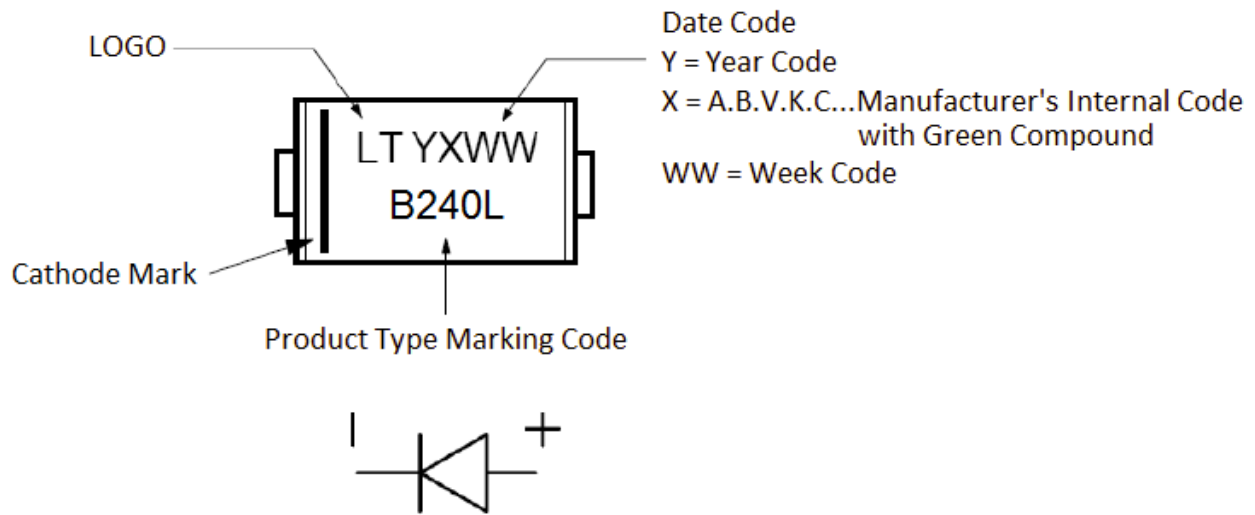 LOGO
Date Code
Y = Year Code
X = A.B.V.K.C...Manufacturer's Internal Code
with Green Compound
WW = Week Code
LT YXWW
B240L
Cathode Mark
Product Type Marking Code
− +